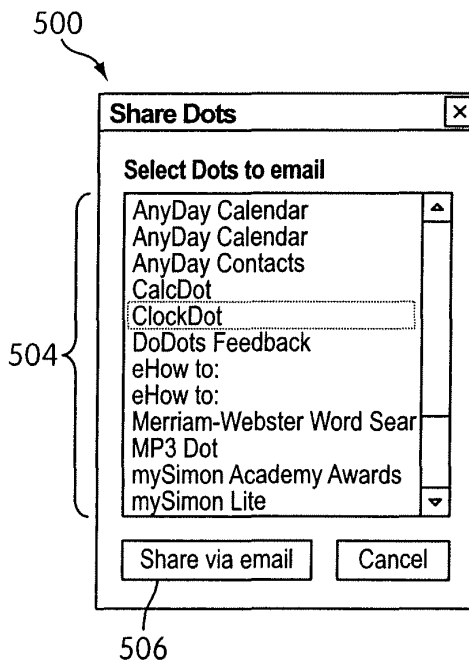 500
Share Dots
Select Dots to email
AnyDay Calendar
AnyDay Calendar
AnyDay Contacts
CalcDot
ClockDot
504
DoDots Feedback
eHow to:
eHow to:
Merriam-Webster Word Sear
MP3 Dot
mySimon Academy Awards
mySimon Lite
Share via email Cancel
506